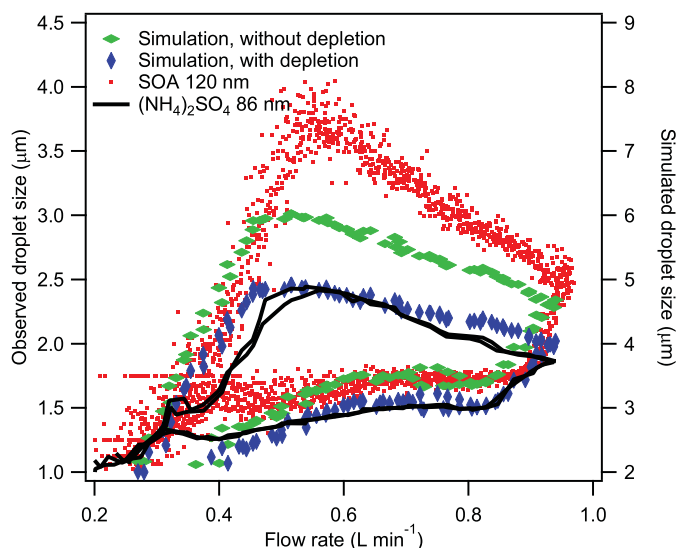 4.5
4.0
3.5
3.0
2.5
2.0
1.5
1.0
Observed droplet size (μm)
Simulation, without depletion
Simulation, with depletion
SOA 120 nm
(NH4)2SO4 86 nm
9
8
7
6
5
4
3
2
Simulated droplet size (μm)
0.2 0.4 0.6 0.8 1.0
Flow rate (L min-1)